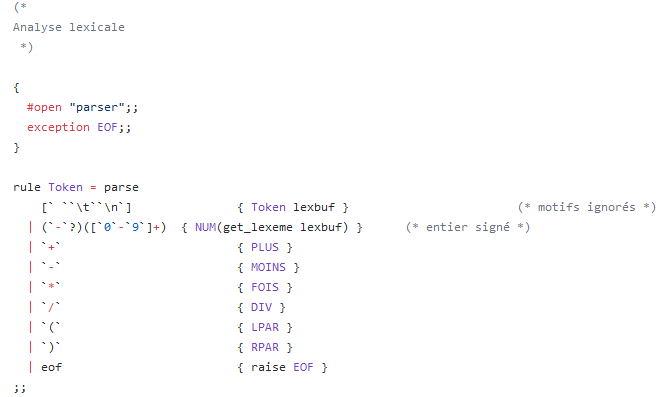 (*
Analyse lexicale
 *)

{
  #open "parser";;
  exception EOF;;
}

rule Token = parse
    [` ``\t``\n`]               { Token lexbuf }                         (* motifs ignorés *)
  | (`-`?)([`0`-`9`]+)  { NUM(get_lexeme lexbuf) }      (* entier signé *)
  | `+`                         { PLUS }
  | `-`                         { MOINS }
  | `*`                         { FOIS }
  | `/`                         { DIV }
  | `(`                         { LPAR }
  | `)`                         { RPAR }
  | eof                         { raise EOF }
;;